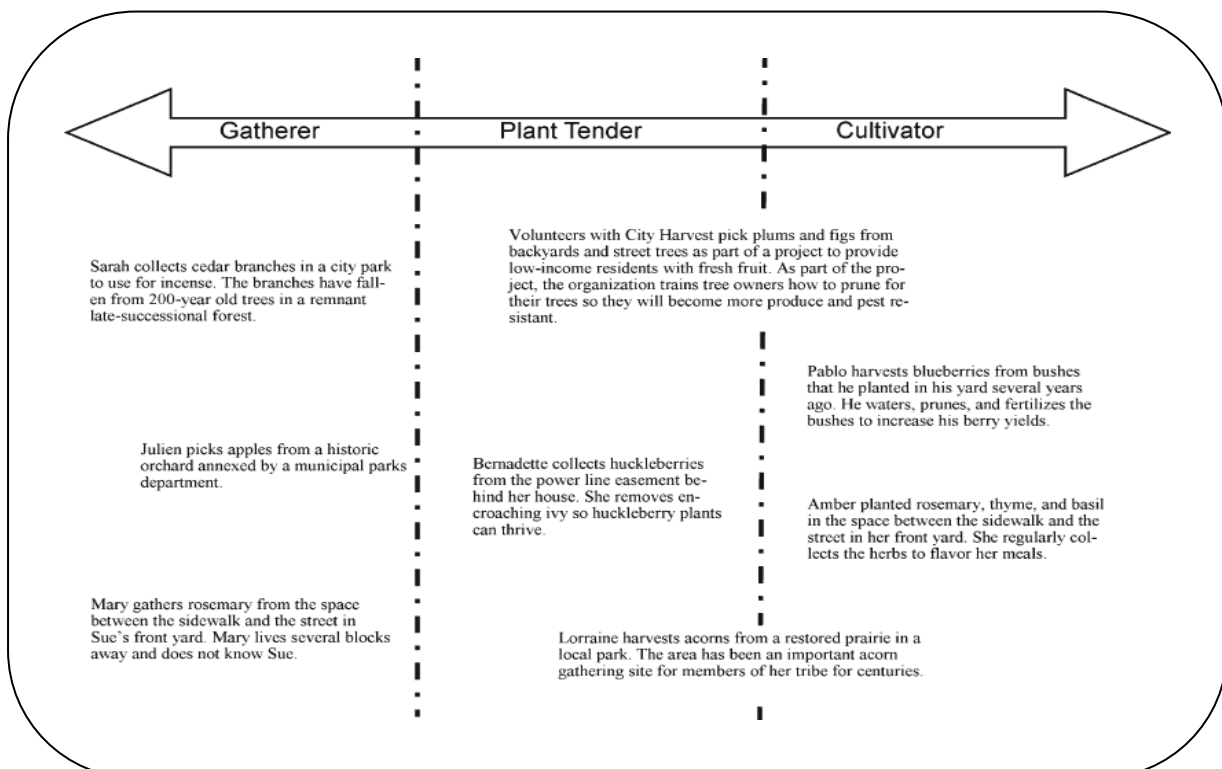 Gatherer
Plant Tender
Cultivator
Sarah collects cedar branches in a city park
to use for incense. The branches have fall-
en from 200-year old trees in a remnant
late-successional forest.
Volunteers with City Harvest pick plums and figs from
backyards and street trees as part of a project to provide
low-income residents with fresh fruit. As part of the pro-
ject, the organization trains tree owners how to prune for
their trees so they will become more produce and pest re-
sistant.
Pablo harvests blueberries from bushes
that he planted in his yard several years
ago. He waters, prunes, and fertilizes the
bushes to increase his berry yields.
Julien picks apples from a historic
orchard annexed by a municipal parks
department.
Bernadette collects huckleberries
from the power line easement be-
hind her house. She removes en-
croaching ivy so huckleberry plants
can thrive.
Amber planted rosemary, thyme, and basil
in the space between the sidewalk and the
street in her front yard. She regularly col-
lects the herbs to flavor her meals.
Mary gathers rosemary from the space
between the sidewalk and the street in
Sue's front yard. Mary lives several blocks
away and does not know Sue.
Lorraine harvests acorns from a restored prairie in a
local park. The area has been an important acorn
gathering site for members of her tribe for centuries.